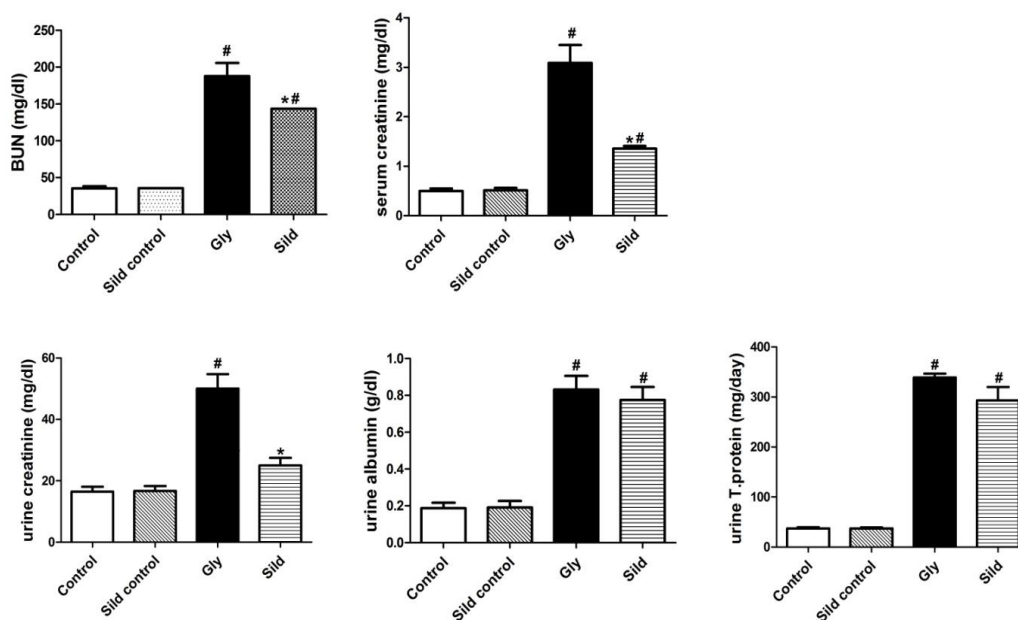 250
200
150
100
50
0
BUN (mg/dl)
#
*#
Control
Sild control
Gly
Sild
4
3
2
1
0
serum creatinine (mg/dl)
#
*#
Control
Sild control
Gly
Sild
60
40
20
0
urine creatinine (mg/dl)
#
*
Control
Sild control
Gly
Sild
1.0
0.8
0.6
0.4
0.2
0.0
urine albumin (g/dl)
#
#
Control
Sild control
Gly
Sild
400
300
200
100
0
urine T.protein (mg/day)
#
#
Control
Sild control
Gly
Sild